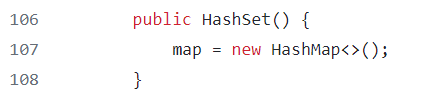 106 public HashSet() {
107 map = new HashMap<>();
108 }